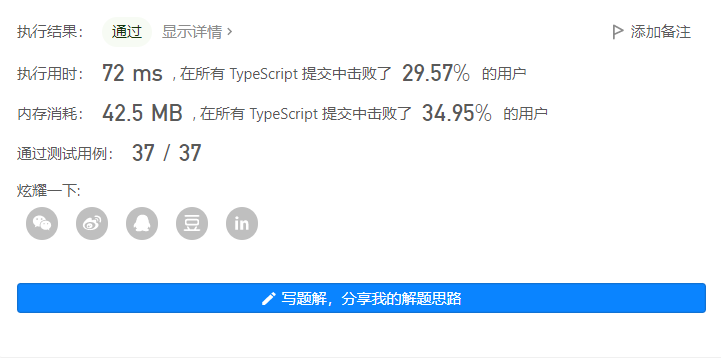 执行结果： 通过 显示详情 › 添加备注
执行用时： 72 ms , 在所有 TypeScript 提交中击败了 29.57% 的用户
内存消耗： 42.5 MB , 在所有 TypeScript 提交中击败了 34.95% 的用户
通过测试用例： 37 / 37
炫耀一下:
豆 in
写题解，分享我的解题思路